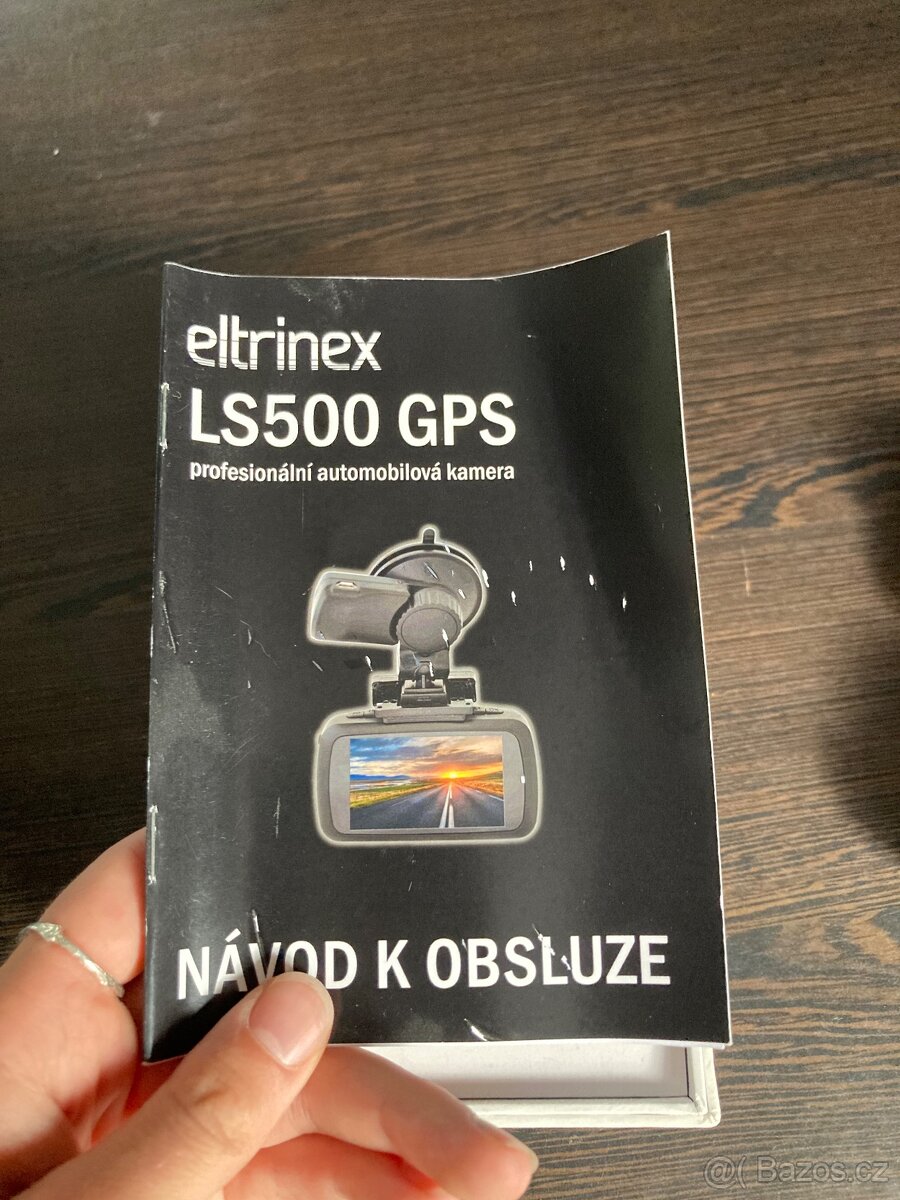 eltrinex
LS500 GPS
profesionální automobilová kamera
NÁVOD K OBSLUZE
@( Bazos.cz